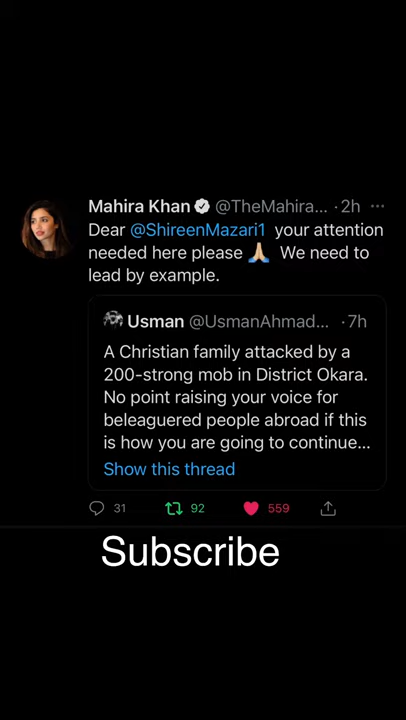 Mahira Khan @TheMahira... · 2h ···
Dear @ShireenMazari1 your attention
needed here please 🙏🏼 We need to
lead by example.
Usman @UsmanAhmad... · 7h
A Christian family attacked by a
200-strong mob in District Okara.
No point raising your voice for
beleaguered people abroad if this
is how you are going to continue...
Show this thread
31 92 559
Subscribe